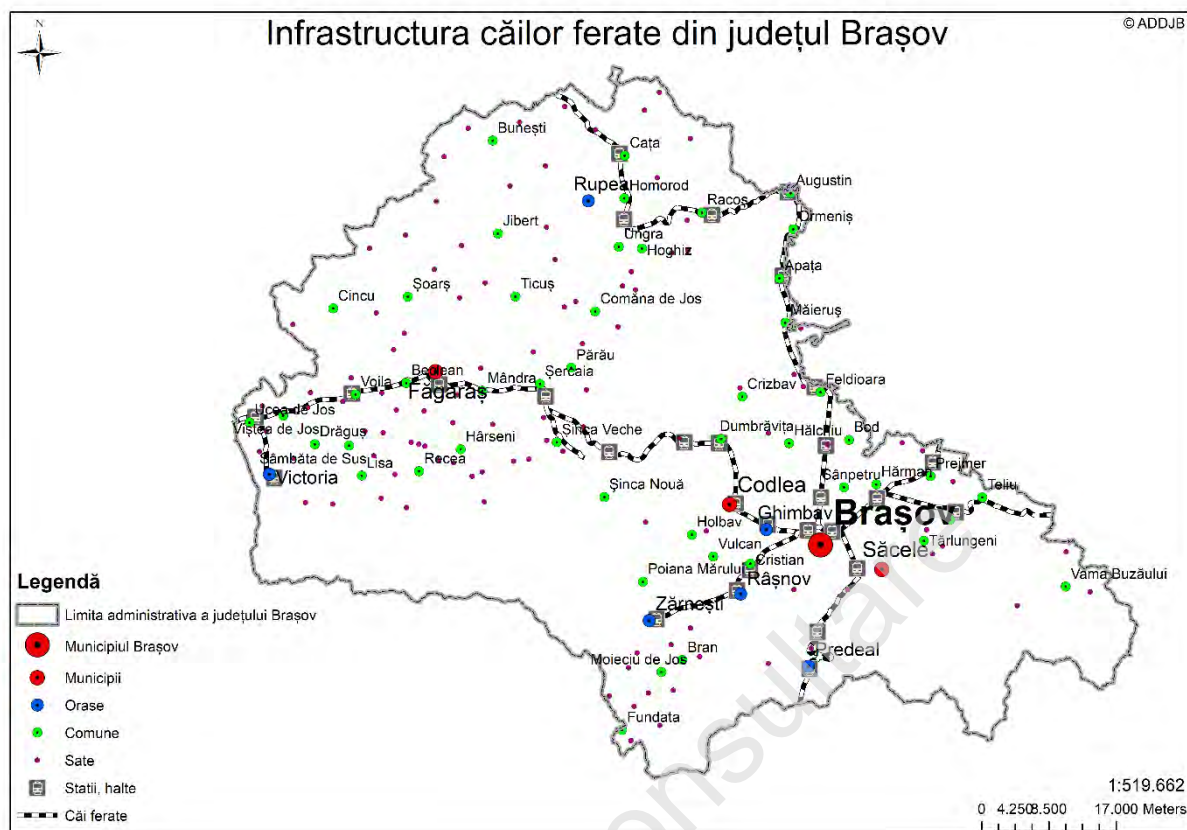 © ADDJB
Infrastructura căilor ferate din județul Brașov
N
Bunești
Cața
Rupea
Homorod
Augustin
Racoș
Ormeniș
Jibert
Ungra
Hoghiz
Apața
Cincu
Șoarș
Ticuș
Comăna de Jos
Măieruș
Părău
Beclean
Șercaia
Voila
Mândra
Făgăraș
Crizbav
Feldioara
Ucea de Jos
Viștea de Jos
Drăguș
Hârseni
Șinca Veche
Dumbrăvița
Hălchiu
Bod
Sâmbăta de Sus
Lisa
Recea
Victoria
Sânpetru
Hărman
Prejmer
Teliu
Șinca Nouă
Codlea
Ghimbav
Brașov
Holbav
Vulcan
Săcele
Tărlungeni
Poiana Mărului
Cristian
Râșnov
Vama Buzăului
Zărnești
Bran
Predeal
Moieciu de Jos
Fundata
Legendă
Limita administrativa a județului Brașov
Municipiul Brașov
Municipii
Orase
Comune
Sate
Statii, halte
Căi ferate
1:519.662
0 4.250 8.500 17.000 Meters
onsultare